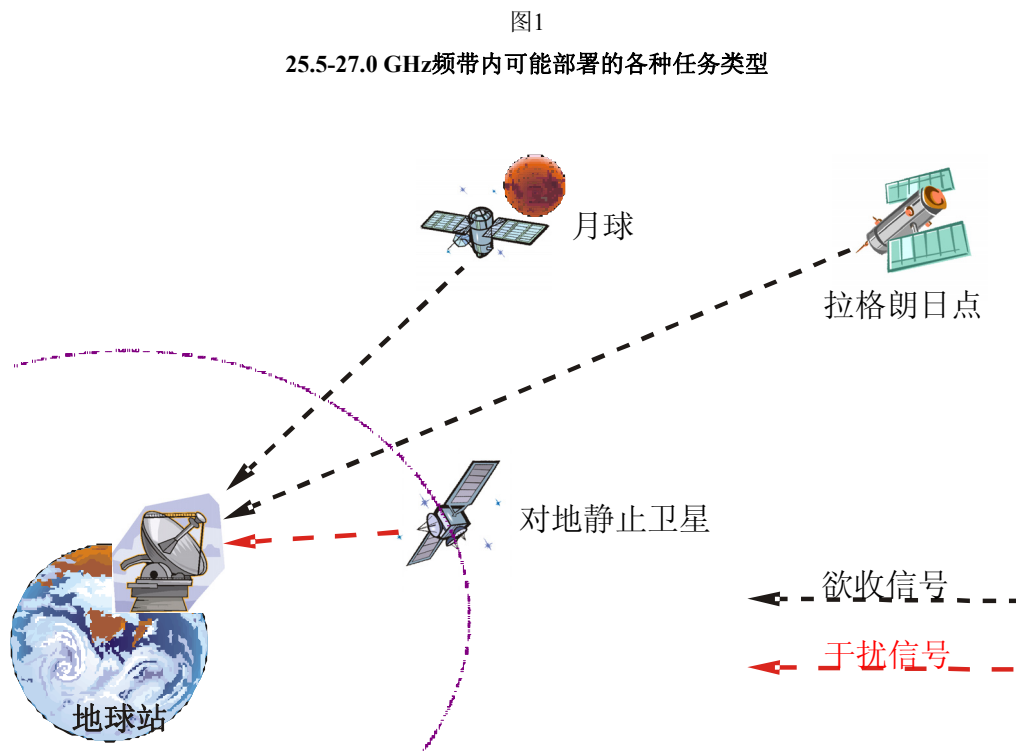 图1
25.5-27.0 GHz频带内可能部署的各种任务类型
月球
拉格朗日点
对地静止卫星
欲收信号
干扰信号
地球站